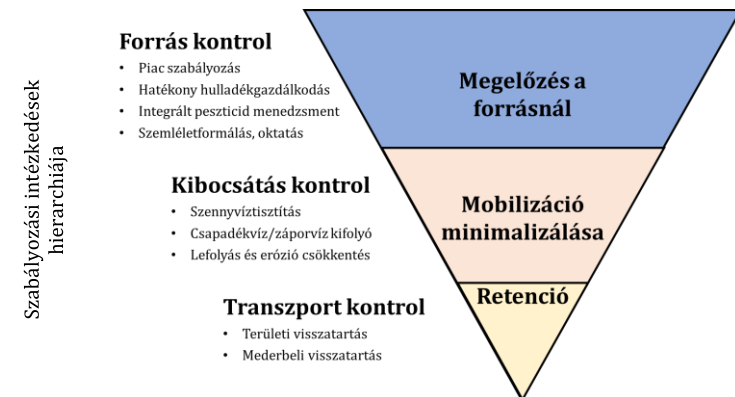 Szabályozási intézkedések
hierarchiája
Forrás kontrol
• Piac szabályozás
• Hatékony hulladékgazdálkodás
• Integrált peszticid menedzsment
• Szemléletformálás, oktatás
Megelőzés a
forrásnál
Kibocsátás kontrol
• Szennyvíztisztítás
• Csapadékvíz/záporvíz kifolyó
• Lefolyás és erózió csökkentés
Mobilizáció
minimalizálása
Transzport kontrol
• Területi visszatartás
• Mederbeli visszatartás
Retenció